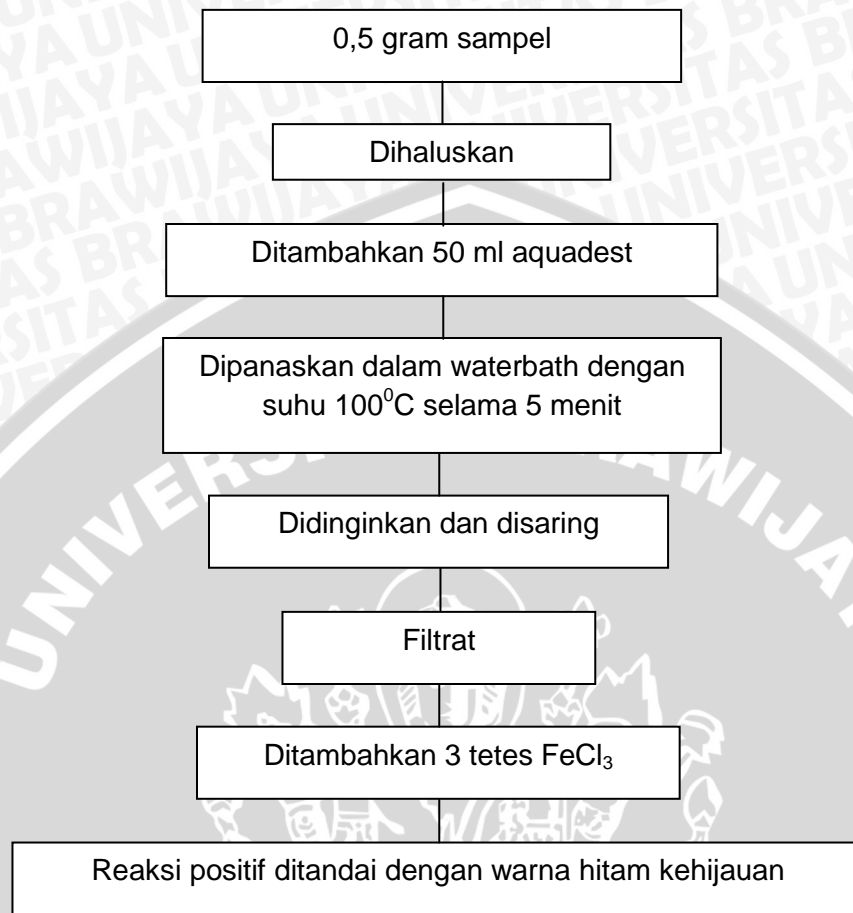 0,5 gram sampel
Dihaluskan
Ditambahkan 50 ml aquadest
Dipanaskan dalam waterbath dengan
suhu 100⁰C selama 5 menit
Didinginkan dan disaring
Filtrat
Ditambahkan 3 tetes FeCl₃
Reaksi positif ditandai dengan warna hitam kehijauan